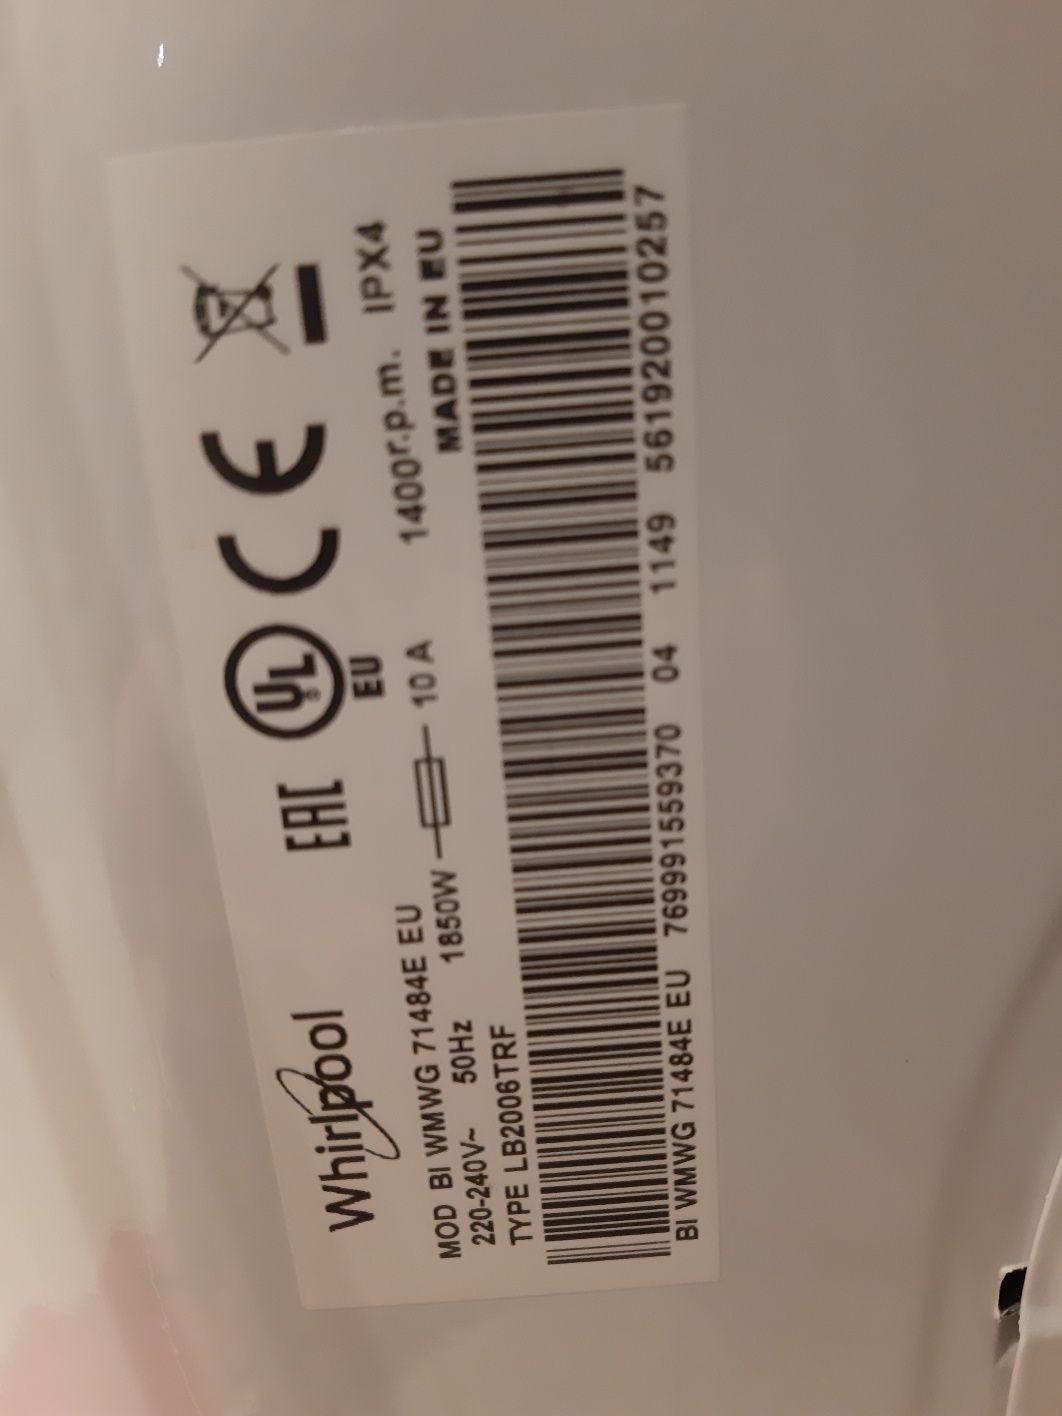 Whirlpool
EAC
UL
EU
CE
MOD BI WMWG 71484E EU
220-240V~ 50Hz 1850W 10 A 1400r.p.m. IPX4
TYPE LB2006TRF MADE IN EU
BI WMWG 71484E EU 769991559370 04 1149 561920010257